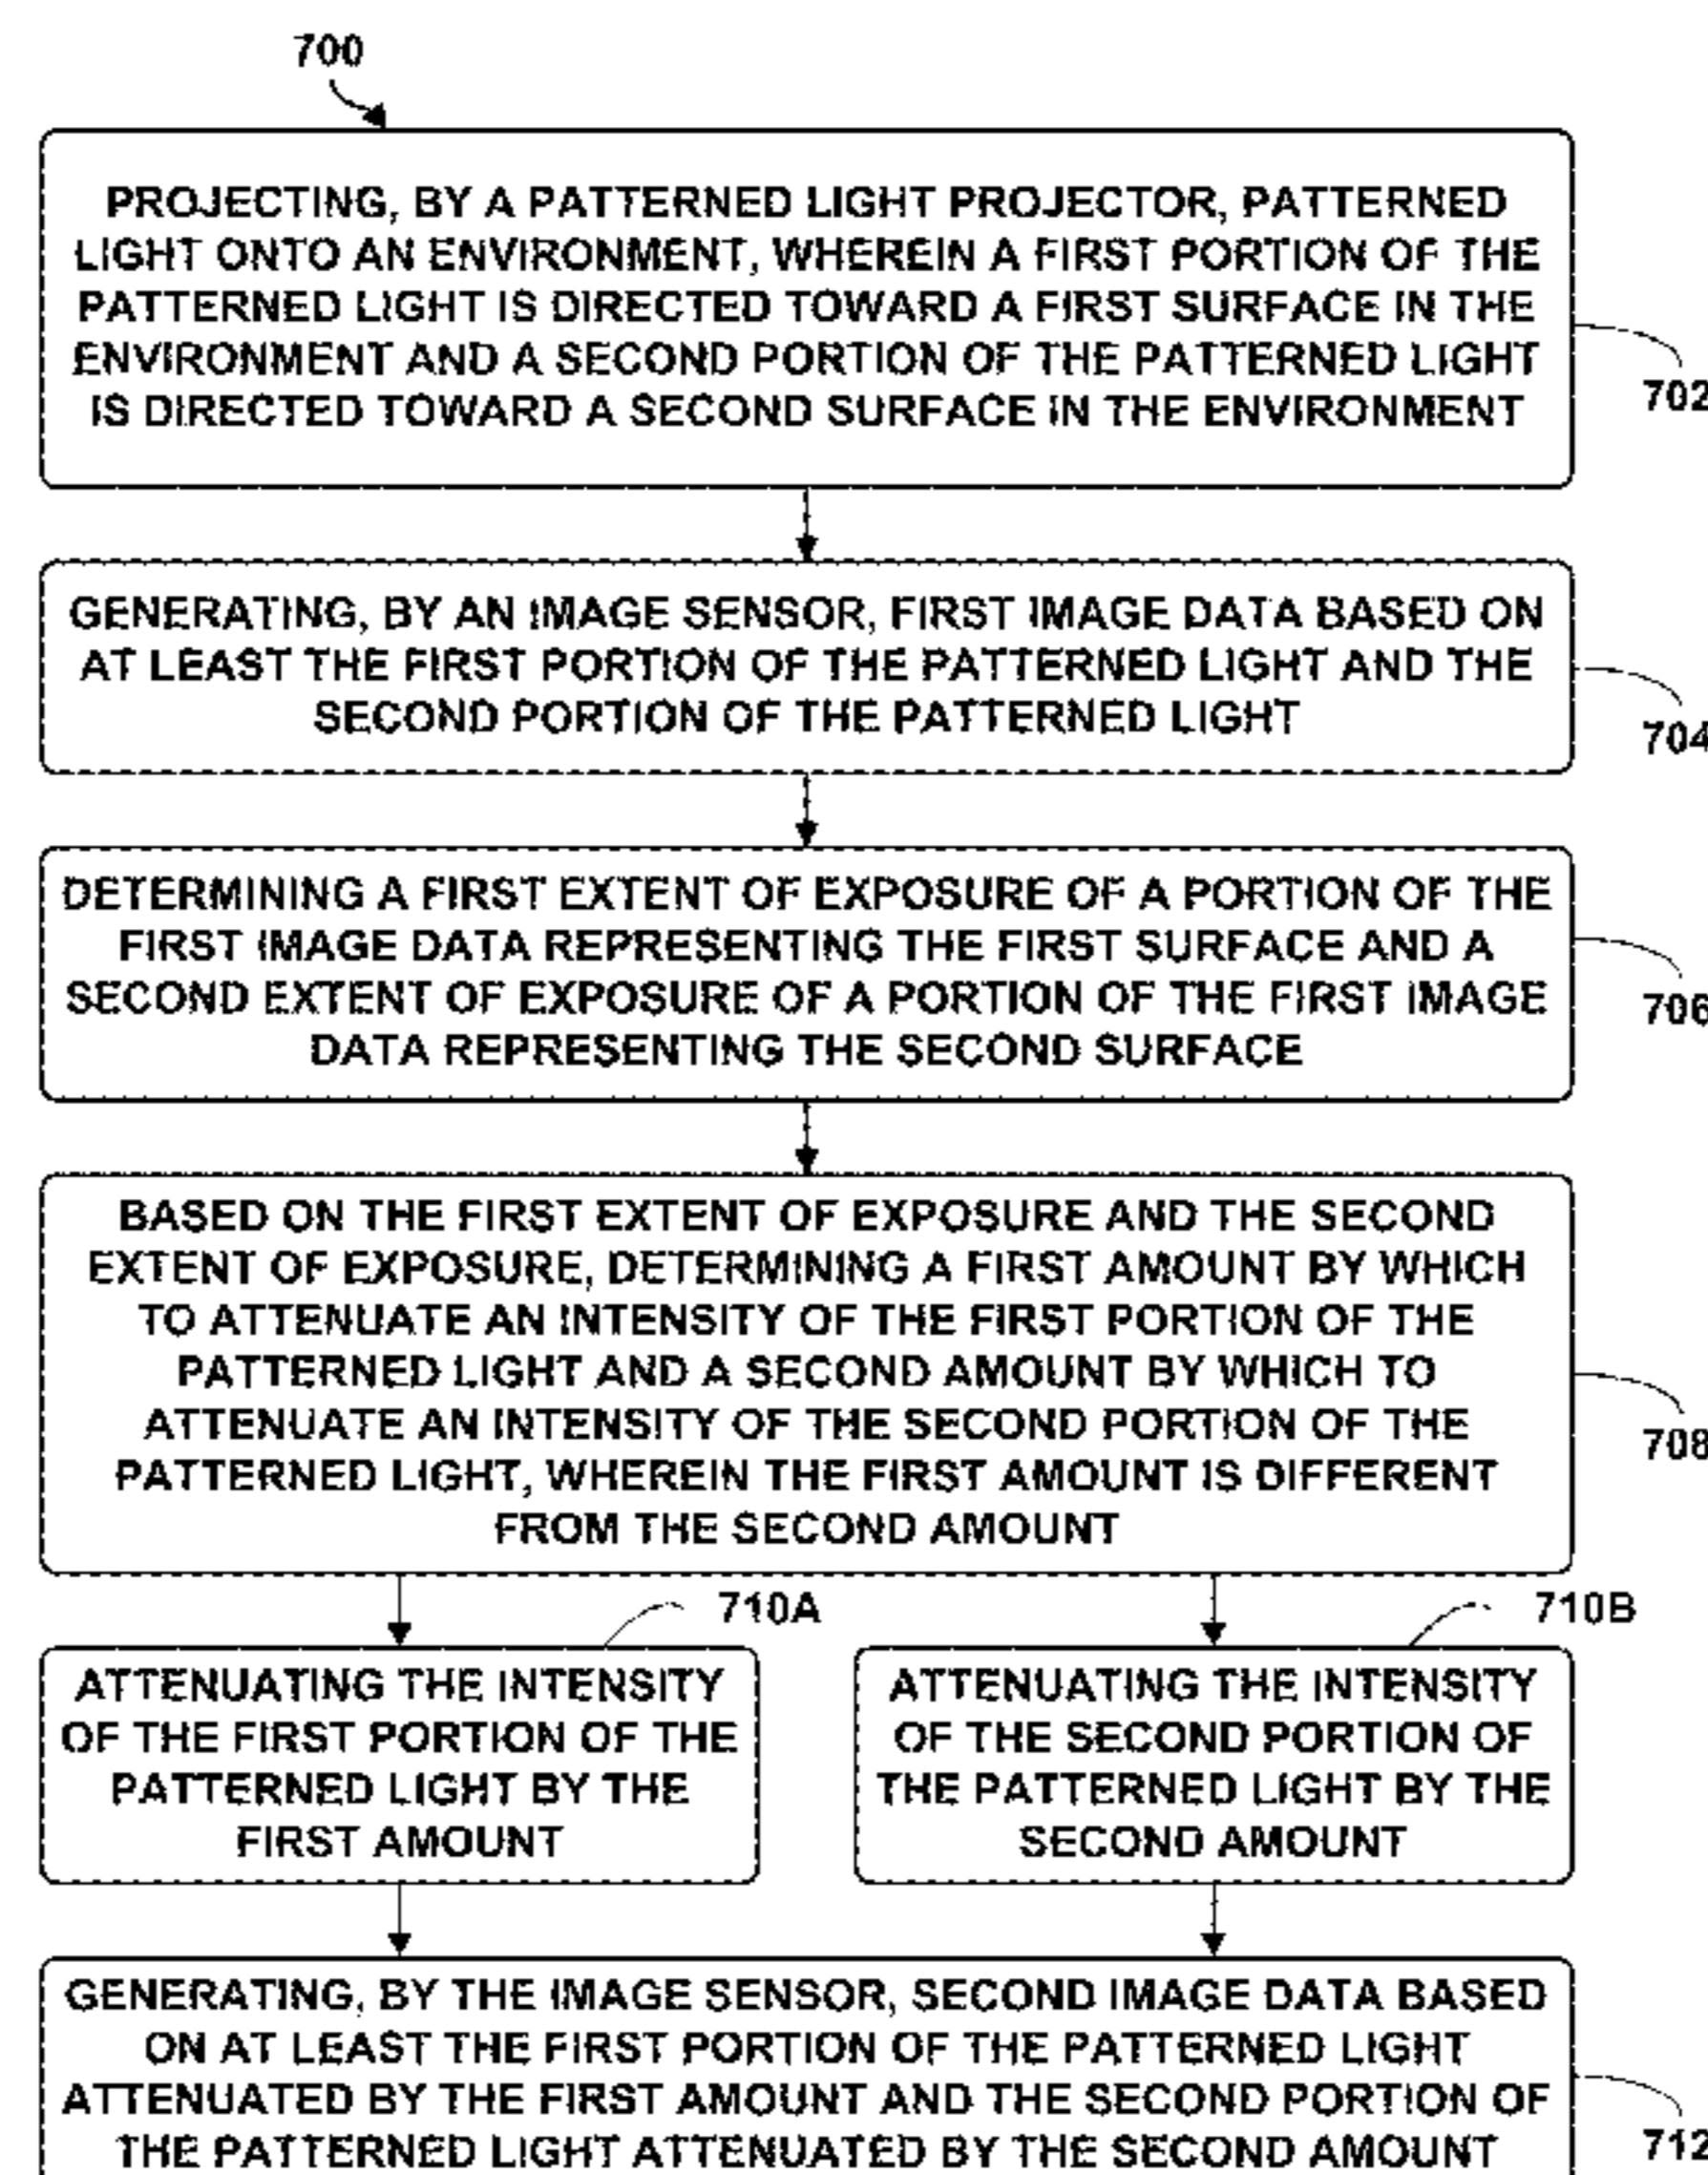 700
PROJECTING, BY A PATTERNED LIGHT PROJECTOR, PATTERNED
LIGHT ONTO AN ENVIRONMENT, WHEREIN A FIRST PORTION OF THE
PATTERNED LIGHT IS DIRECTED TOWARD A FIRST SURFACE IN THE
ENVIRONMENT AND A SECOND PORTION OF THE PATTERNED LIGHT
IS DIRECTED TOWARD A SECOND SURFACE IN THE ENVIRONMENT
702
GENERATING, BY AN IMAGE SENSOR, FIRST IMAGE DATA BASED ON
AT LEAST THE FIRST PORTION OF THE PATTERNED LIGHT AND THE
SECOND PORTION OF THE PATTERNED LIGHT
704
DETERMINING A FIRST EXTENT OF EXPOSURE OF A PORTION OF THE
FIRST IMAGE DATA REPRESENTING THE FIRST SURFACE AND A
SECOND EXTENT OF EXPOSURE OF A PORTION OF THE FIRST IMAGE
DATA REPRESENTING THE SECOND SURFACE
706
BASED ON THE FIRST EXTENT OF EXPOSURE AND THE SECOND
EXTENT OF EXPOSURE, DETERMINING A FIRST AMOUNT BY WHICH
TO ATTENUATE AN INTENSITY OF THE FIRST PORTION OF THE
PATTERNED LIGHT AND A SECOND AMOUNT BY WHICH TO
ATTENUATE AN INTENSITY OF THE SECOND PORTION OF THE
PATTERNED LIGHT, WHEREIN THE FIRST AMOUNT IS DIFFERENT
FROM THE SECOND AMOUNT
708
710A
ATTENUATING THE INTENSITY
OF THE FIRST PORTION OF THE
PATTERNED LIGHT BY THE
FIRST AMOUNT
710B
ATTENUATING THE INTENSITY
OF THE SECOND PORTION OF
THE PATTERNED LIGHT BY THE
SECOND AMOUNT
GENERATING, BY THE IMAGE SENSOR, SECOND IMAGE DATA BASED
ON AT LEAST THE FIRST PORTION OF THE PATTERNED LIGHT
ATTENUATED BY THE FIRST AMOUNT AND THE SECOND PORTION OF
THE PATTERNED LIGHT ATTENUATED BY THE SECOND AMOUNT
712